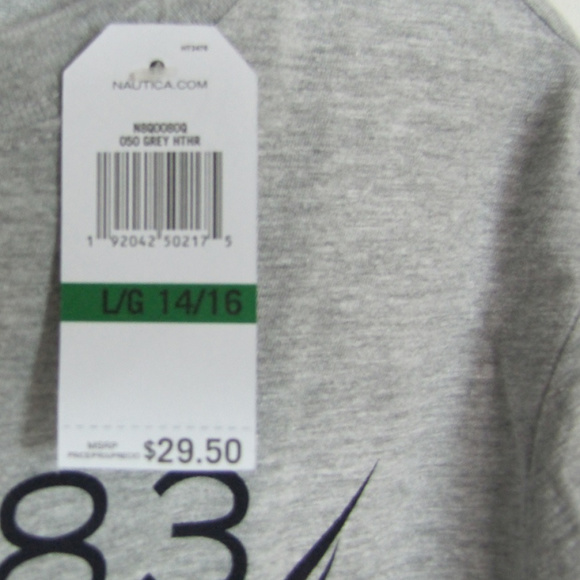 NAUTICA.COM
N8Q0080Q
050 GREY HTHR
1 92042 50217 5
L/G 14/16
MSRP
$29.50
83